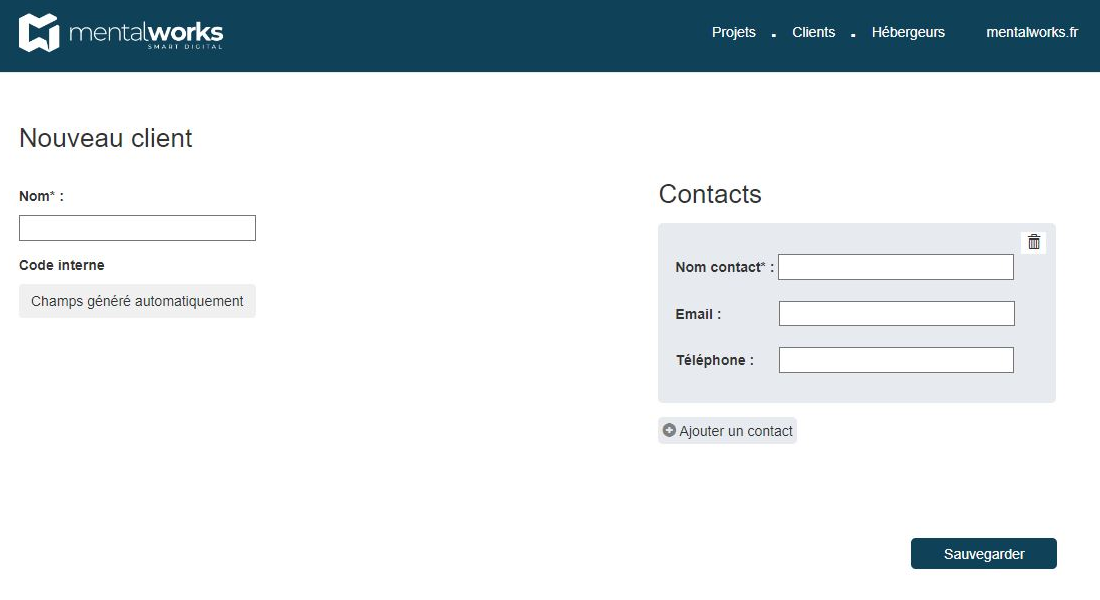 mentalworks
SMART DIGITAL
Projets . Clients . Hébergeurs mentalworks.fr
Nouveau client
Nom* :
Code interne
Champs généré automatiquement
Contacts
Nom contact* :
Email :
Téléphone :
Ajouter un contact
Sauvegarder